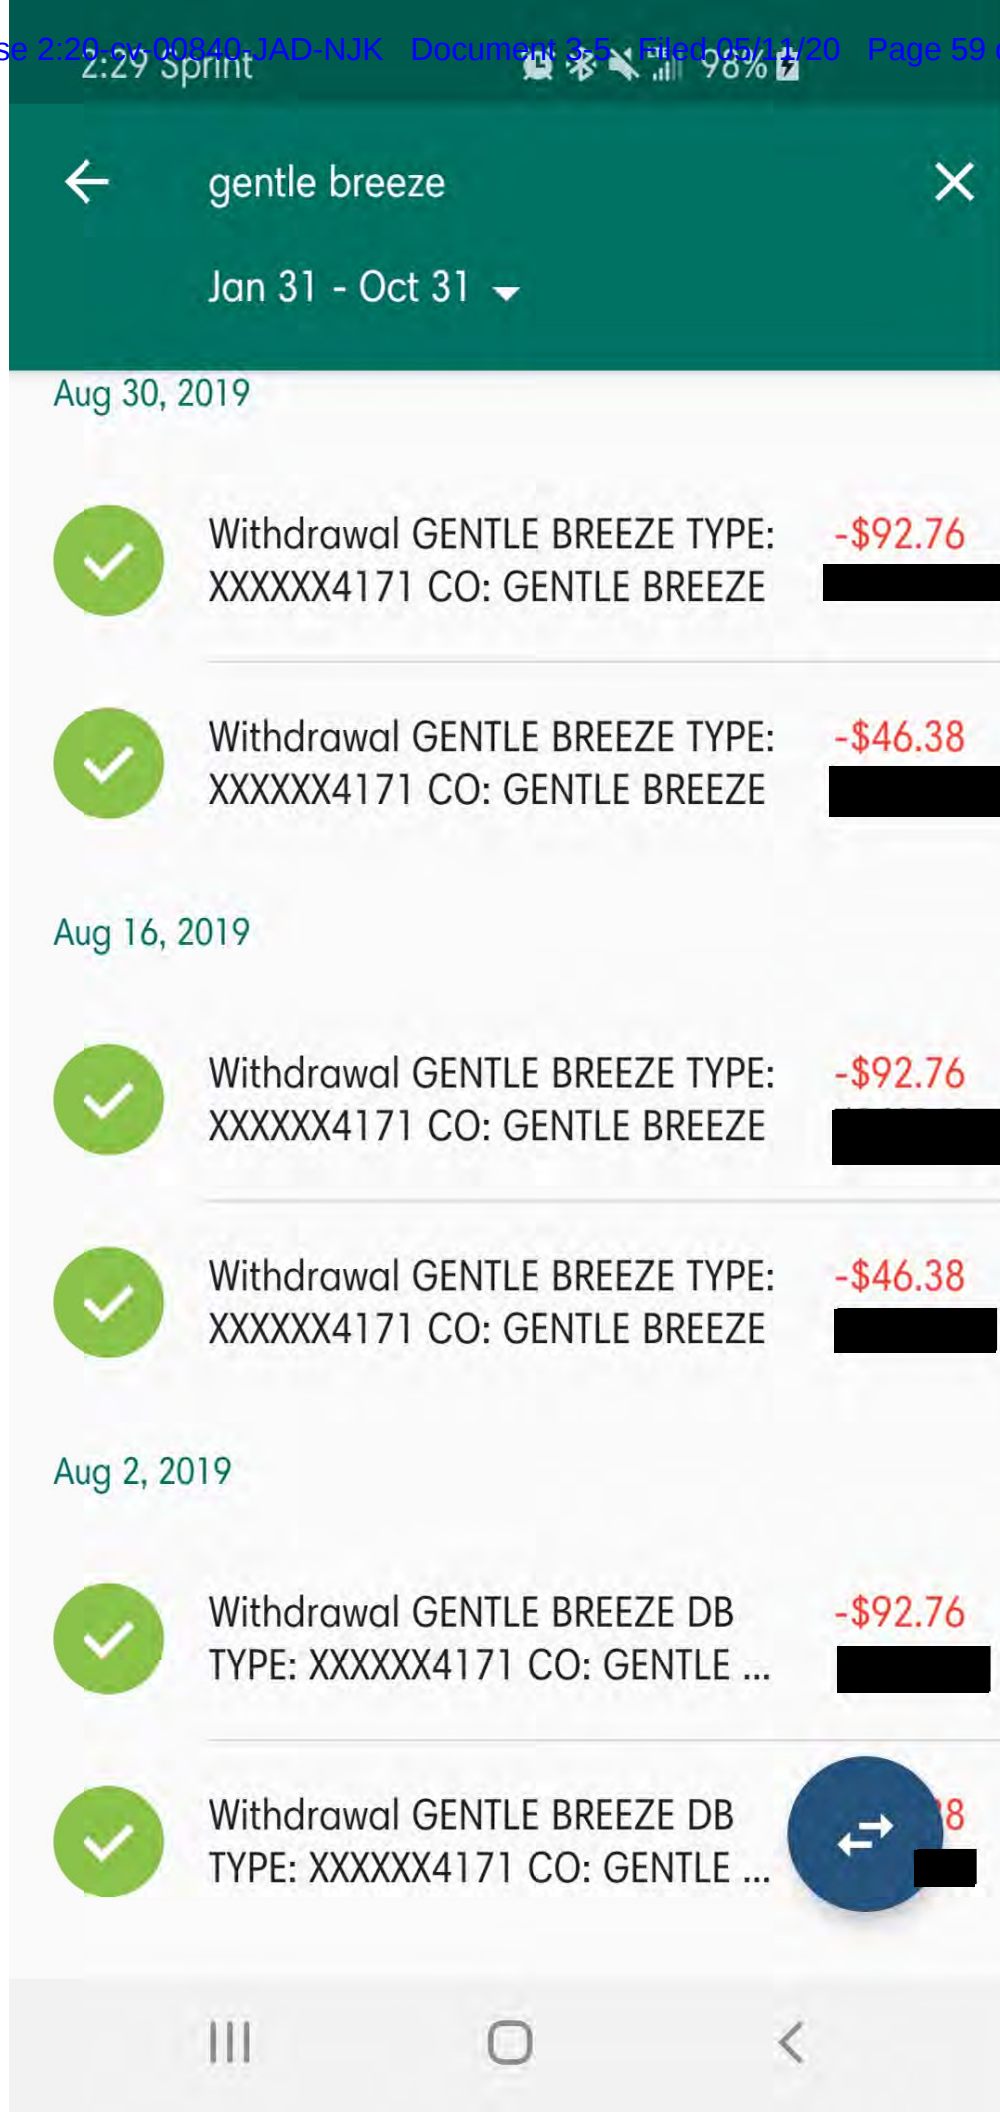 se 2:20-cv-00840-JAD-NJK Document 3-5 Filed 05/11/20 Page 59
2:29 Sprint 98%
gentle breeze
Jan 31 - Oct 31
Aug 30, 2019
Withdrawal GENTLE BREEZE TYPE: -$92.76
XXXXXX4171 CO: GENTLE BREEZE
Withdrawal GENTLE BREEZE TYPE: -$46.38
XXXXXX4171 CO: GENTLE BREEZE
Aug 16, 2019
Withdrawal GENTLE BREEZE TYPE: -$92.76
XXXXXX4171 CO: GENTLE BREEZE
Withdrawal GENTLE BREEZE TYPE: -$46.38
XXXXXX4171 CO: GENTLE BREEZE
Aug 2, 2019
Withdrawal GENTLE BREEZE DB -$92.76
TYPE: XXXXXX4171 CO: GENTLE ...
Withdrawal GENTLE BREEZE DB 8
TYPE: XXXXXX4171 CO: GENTLE ...